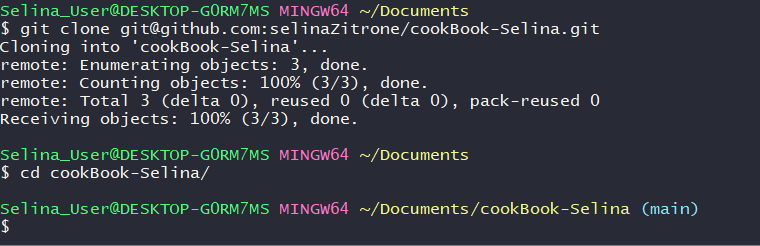 Selina_User@DESKTOP-G0RM7MS MINGW64 ~/Documents
$ git clone git@github.com:selinaZitrone/cookBook-Selina.git
Cloning into 'cookBook-Selina'...
remote: Enumerating objects: 3, done.
remote: Counting objects: 100% (3/3), done.
remote: Total 3 (delta 0), reused 0 (delta 0), pack-reused 0
Receiving objects: 100% (3/3), done.
Selina_User@DESKTOP-G0RM7MS MINGW64 ~/Documents
$ cd cookBook-Selina/
Selina_User@DESKTOP-G0RM7MS MINGW64 ~/Documents/cookBook-Selina (main)
$